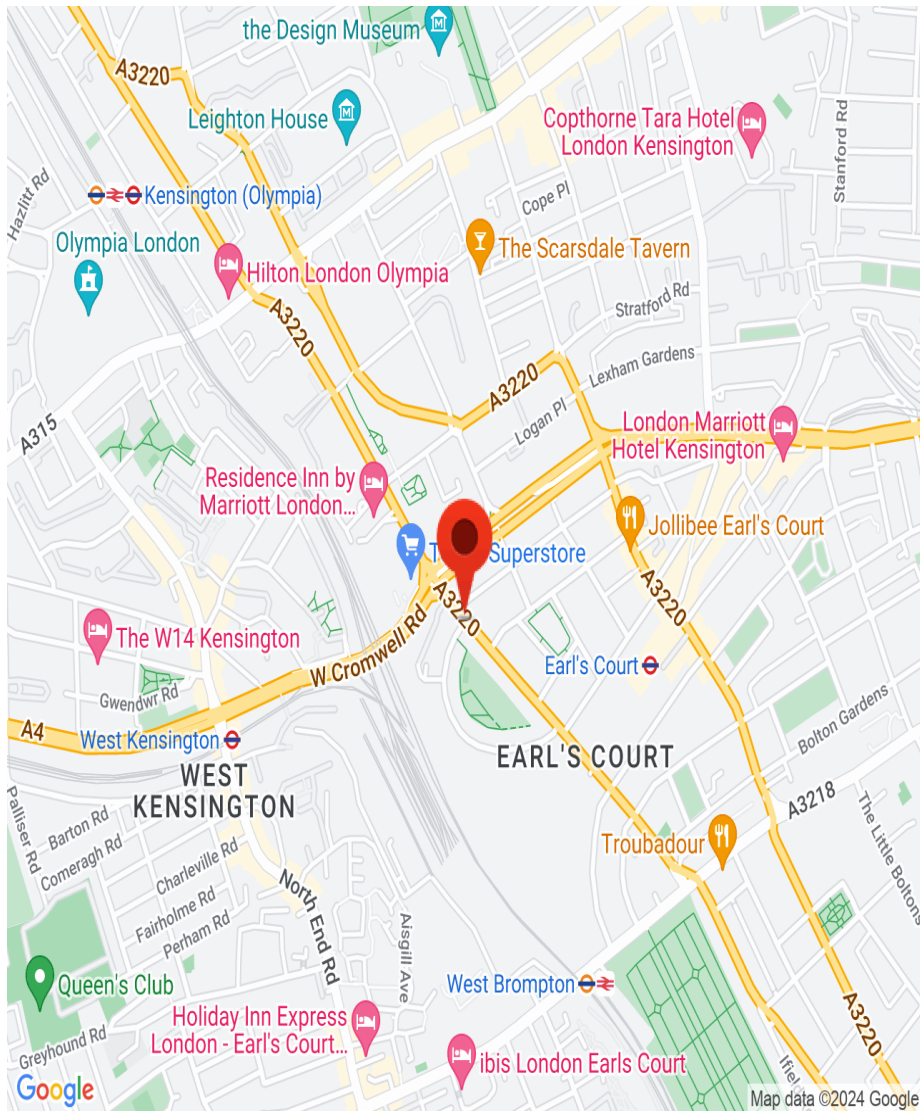 the Design Museum
A3220
Leighton House
Copthorne Tara Hotel
London Kensington
Stanford Rd
Hazlitt Rd
Kensington (Olympia)
Cope Pl
Olympia London
The Scarsdale Tavern
Hilton London Olympia
Stratford Rd
A3220
Lexham Gardens
A3220
A315
Logan Pl
London Marriott
Hotel Kensington
Residence Inn by
Marriott London...
Jollibee Earl's Court
Superstore
A3220
A3220
W Cromwell Rd
The W14 Kensington
Earl's Court
Gwendwr Rd
A4
West Kensington
Bolton Gardens
EARL'S COURT
WEST
KENSINGTON
A3218
Palliser Rd
Barton Rd
The Little Boltons
Comeragh Rd
Charleville Rd
Troubadour
Fairholme Rd
North End Rd
Perham Rd
Aisgill Ave
Queen's Club
West Brompton
Holiday Inn Express
London - Earl's Court...
A3220
Greyhound Rd
ibis London Earls Court
Google
Map data ©2024 Google